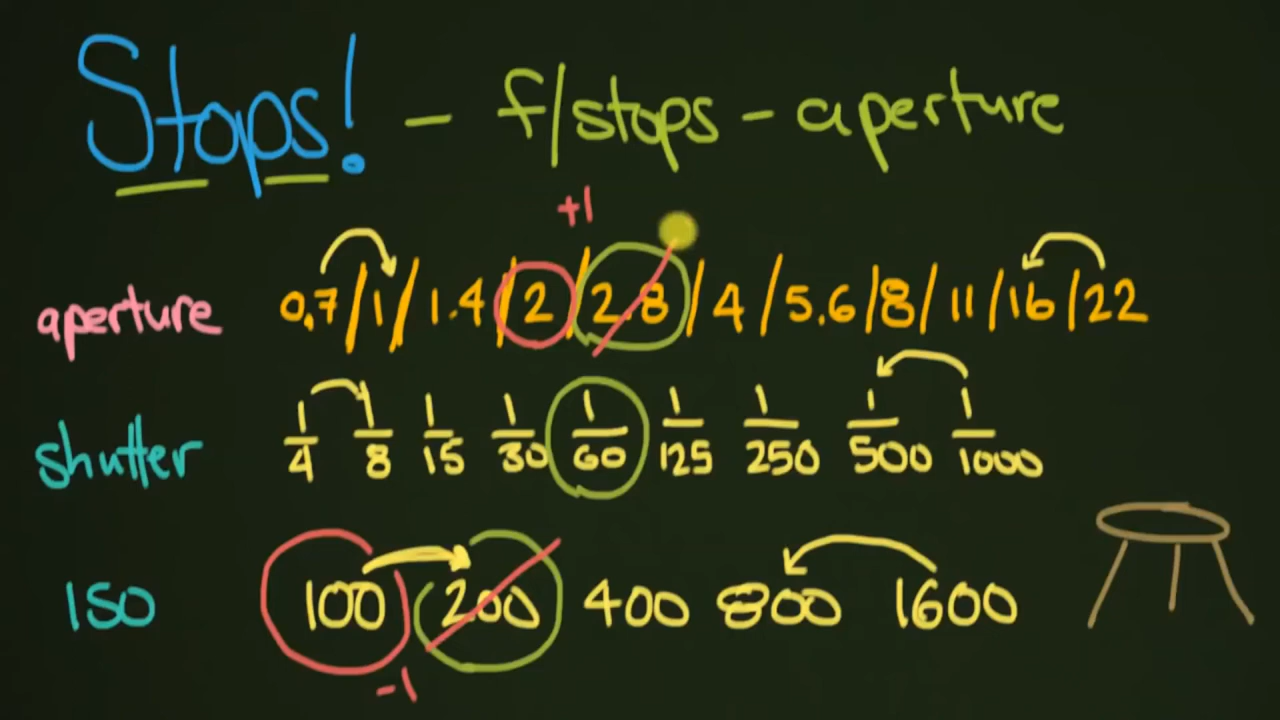 Stops! - f/stops - aperture
+1
aperture 0.7/1/1.4/2/2.8/4/5.6/8/11/16/22
shutter 1/4 1/8 1/15 1/30 1/60 1/125 1/250 1/500 1/1000
ISO 100 200 400 800 1600
-1